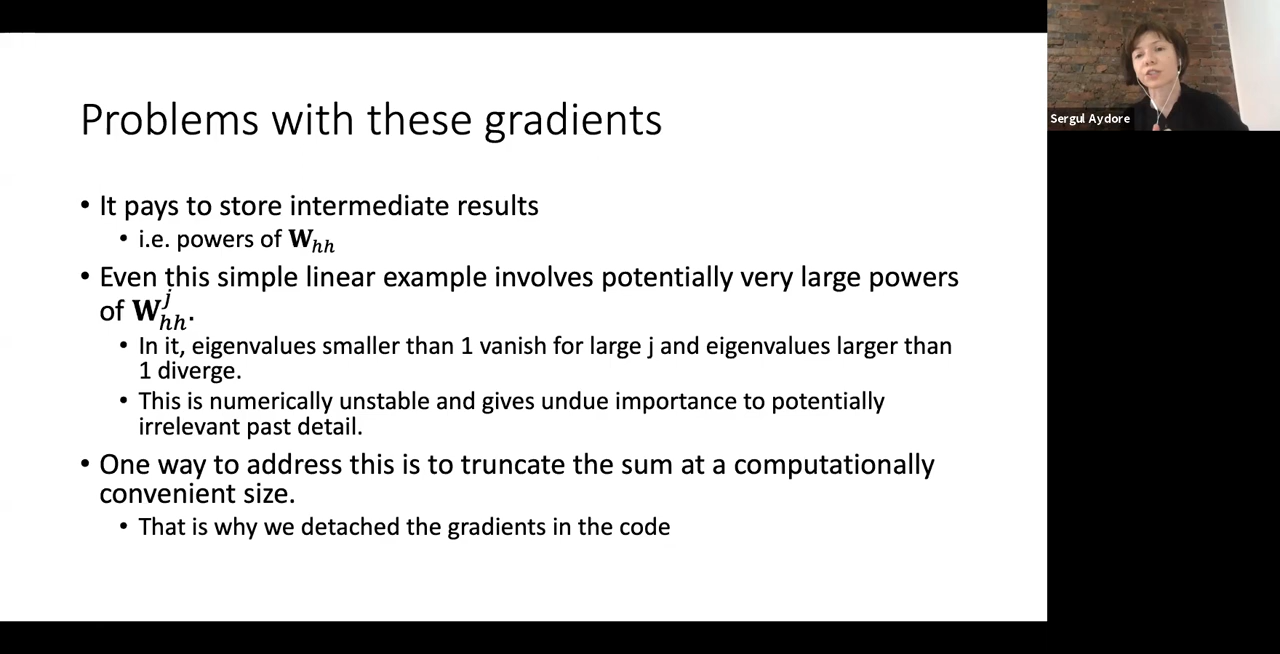 Problems with these gradients
• It pays to store intermediate results
• i.e. powers of W_hh
• Even this simple linear example involves potentially very large powers
of W_hh^j.
• In it, eigenvalues smaller than 1 vanish for large j and eigenvalues larger than
1 diverge.
• This is numerically unstable and gives undue importance to potentially
irrelevant past detail.
• One way to address this is to truncate the sum at a computationally
convenient size.
• That is why we detached the gradients in the code
Sergul Aydore